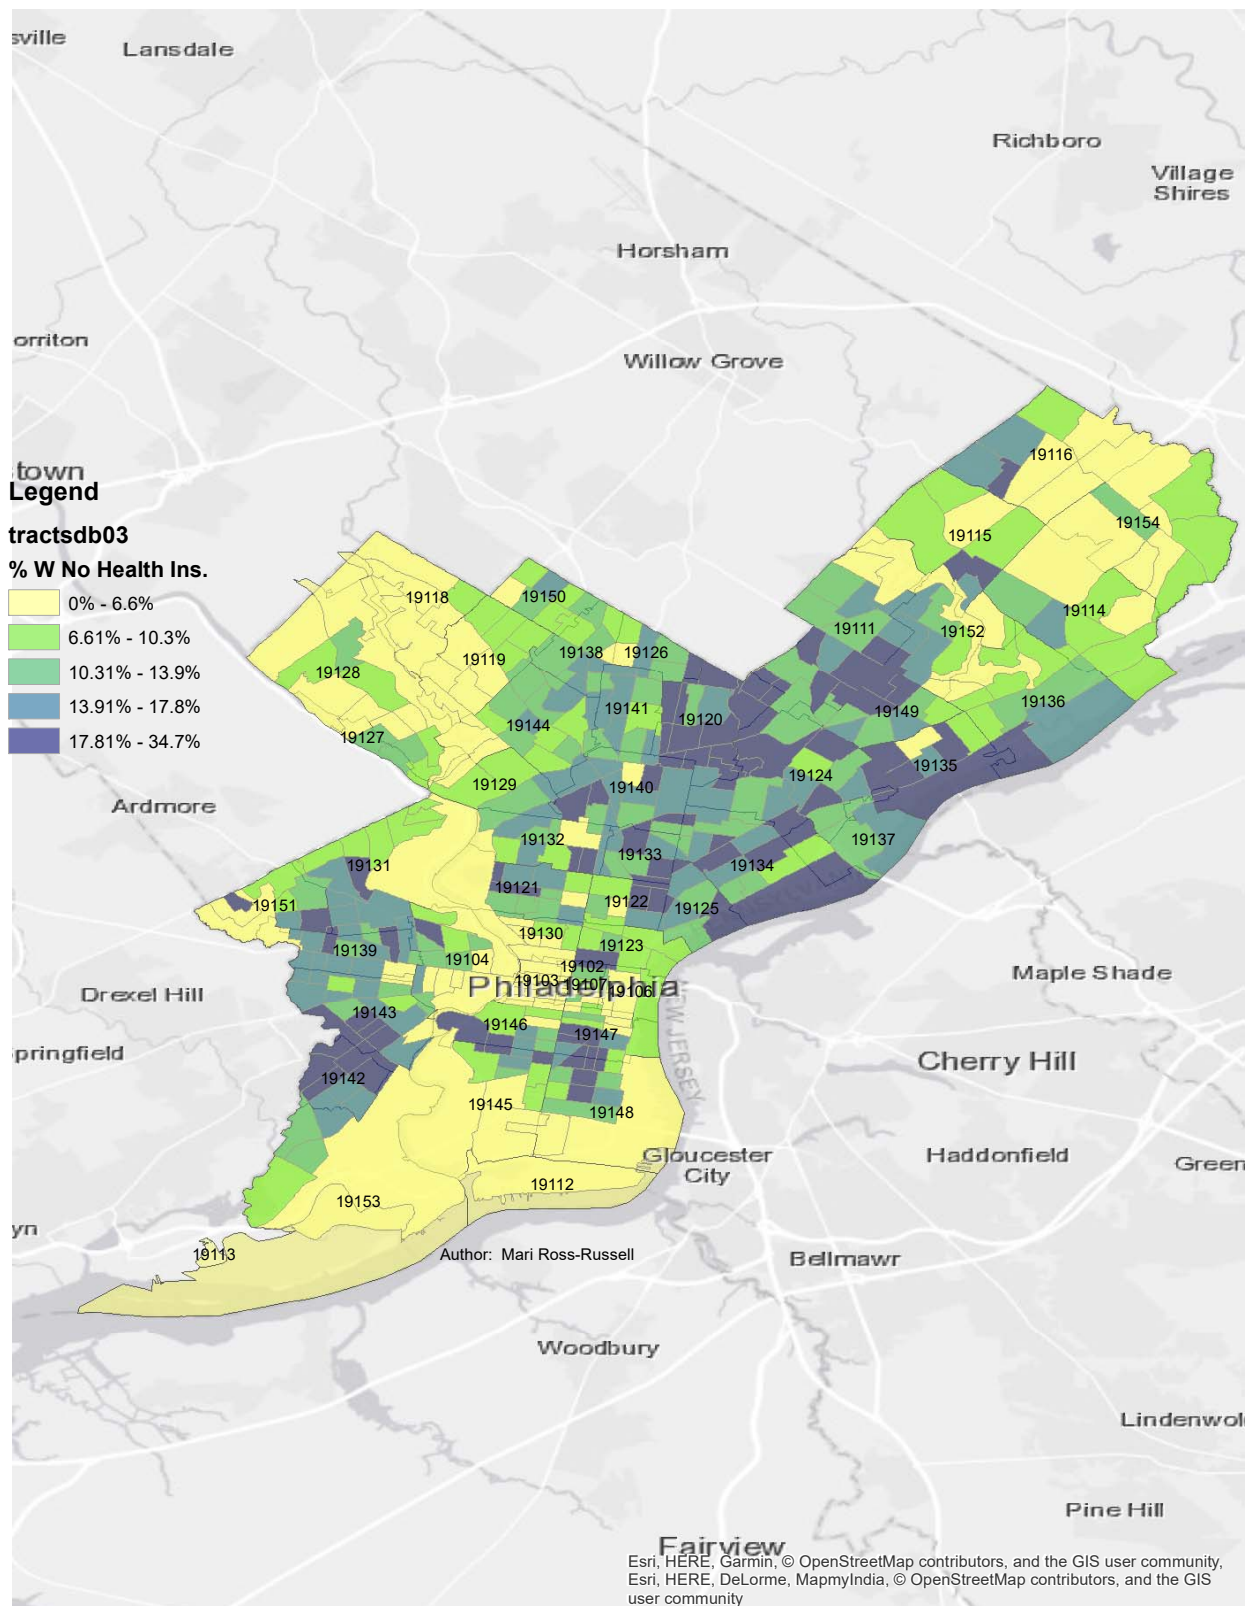 sville
Lansdale
Richboro
Village
Shires
Horsham
orriton
Willow Grove
town
Legend
tractsdb03
% W No Health Ins.
0% - 6.6%
6.61% - 10.3%
10.31% - 13.9%
13.91% - 17.8%
17.81% - 34.7%
19116
19154
19115
19118
19150
19114
19111
19152
19138
19126
19119
19128
19136
19141
19149
19120
19144
19127
19135
19124
19129
19140
Ardmore
19132
19137
19133
19134
19131
19121
19122
19151
19125
19130
19123
19139
19104
19102
19103
19107
19106
Philadelphia
Maple Shade
Drexel Hill
19143
19146
19147
NEW JERSEY
pringfield
Cherry Hill
19142
19145
19148
Gloucester
City
Haddonfield
Green
19112
19153
yn
19113
Author:  Mari Ross-Russell
Bellmawr
Woodbury
Lindenwol
Pine Hill
Fairview
Esri, HERE, Garmin, © OpenStreetMap contributors, and the GIS user community,
Esri, HERE, DeLorme, MapmyIndia, © OpenStreetMap contributors, and the GIS
user community